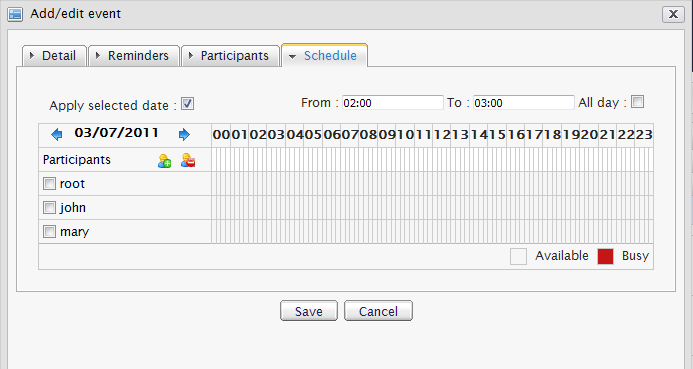 Add/edit event
Detail Reminders Participants Schedule
Apply selected date : From : 02:00 To : 03:00 All day :
03/07/2011 00 01 02 03 04 05 06 07 08 09 10 11 12 13 14 15 16 17 18 19 20 21 22 23
Participants
root
john
mary
Available Busy
Save Cancel